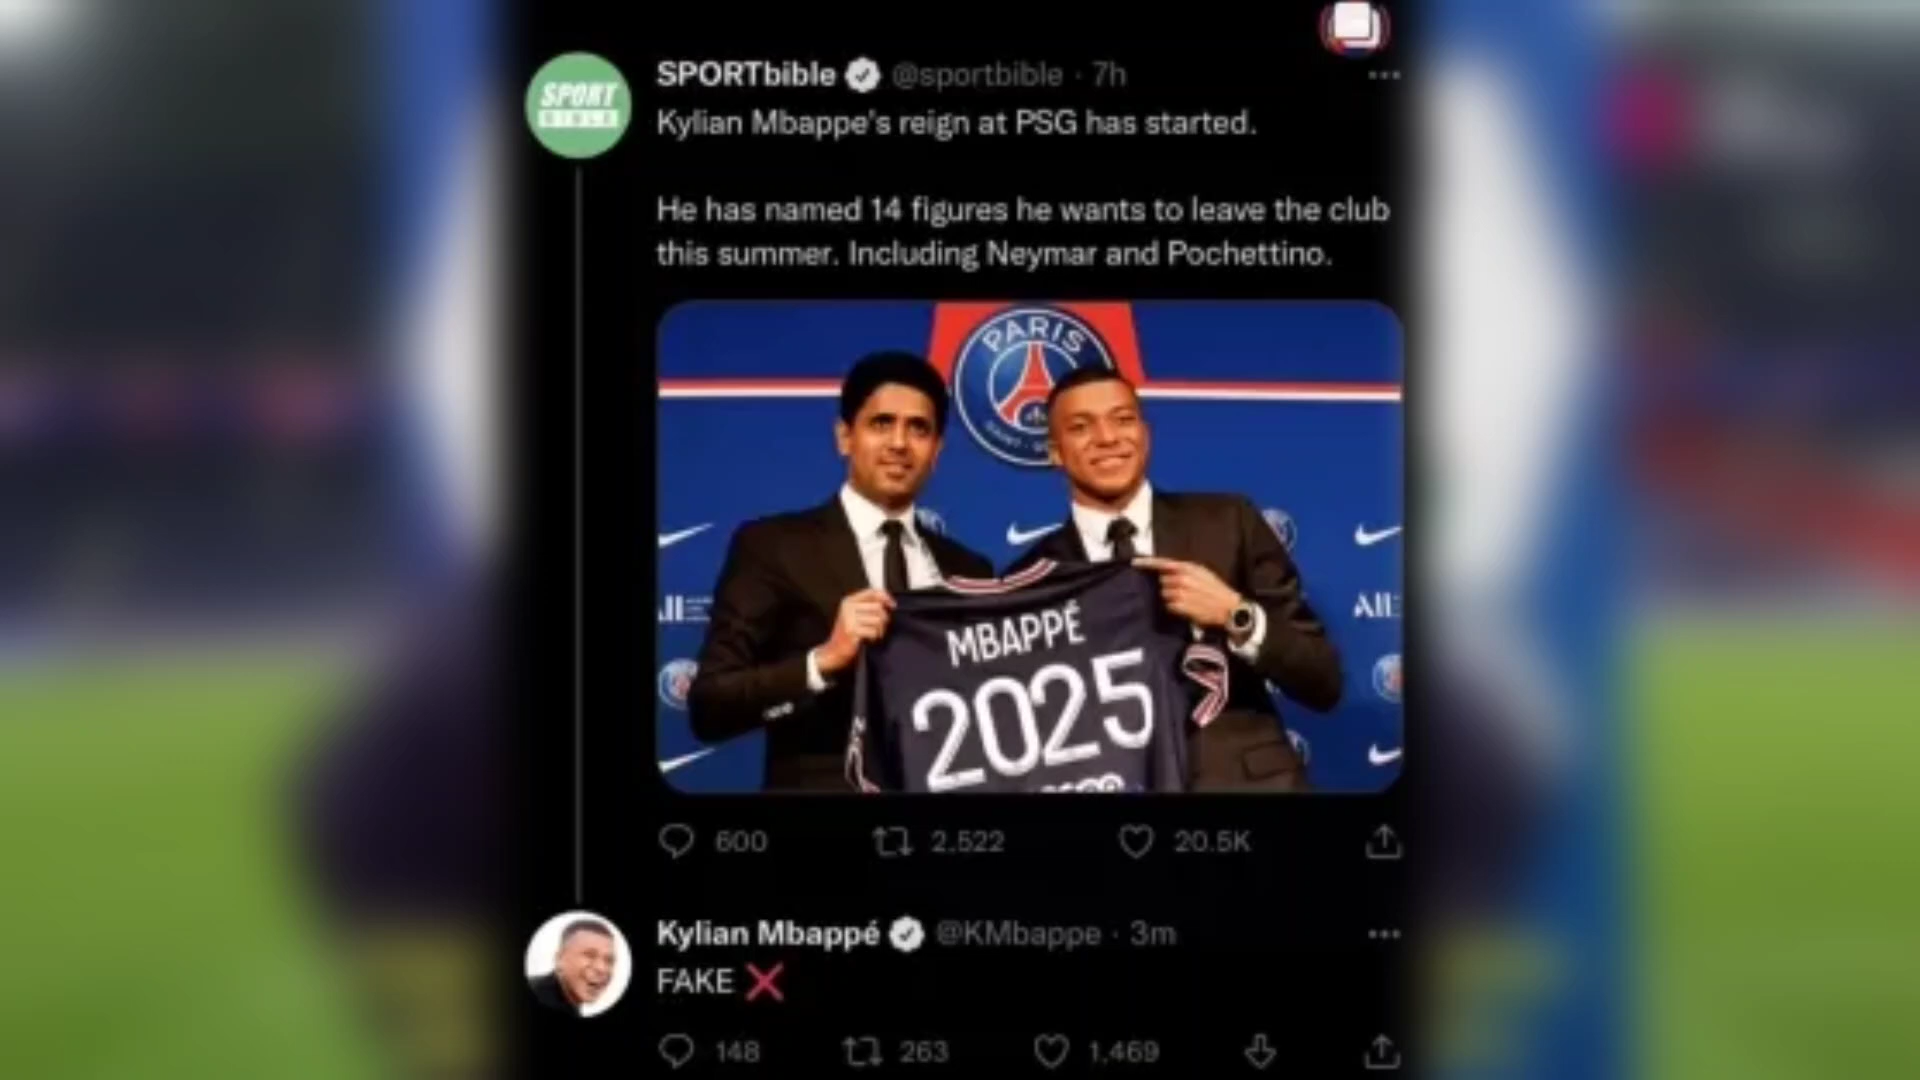 SPORTbible @sportbible · 7h
SPORT
BIBLE
Kylian Mbappe's reign at PSG has started.
He has named 14 figures he wants to leave the club
this summer. Including Neymar and Pochettino.
PARIS
MBAPPÉ
2025
600 2,522 20.5K
Kylian Mbappé @KMbappe · 3m
FAKE ❌
148 263 1,469